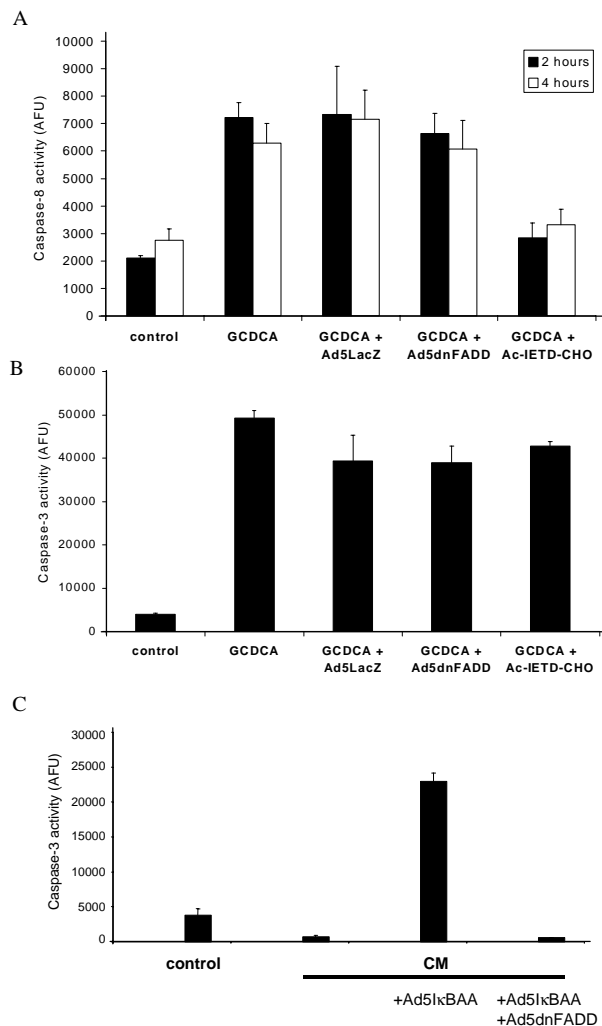 A
10000
9000
8000
7000
6000
5000
4000
3000
2000
1000
0
Caspase-8 activity (AFU)
2 hours
4 hours
control
GCDCA
GCDCA +
Ad5LacZ
GCDCA +
Ad5dnFADD
GCDCA +
Ac-IETD-CHO
B
60000
50000
40000
30000
20000
10000
0
Caspase-3 activity (AFU)
control
GCDCA
GCDCA +
Ad5LacZ
GCDCA +
Ad5dnFADD
GCDCA +
Ac-IETD-CHO
C
30000
25000
20000
15000
10000
5000
0
Caspase-3 activity (AFU)
control
CM
+Ad5IκBAA
+Ad5IκBAA
+Ad5dnFADD